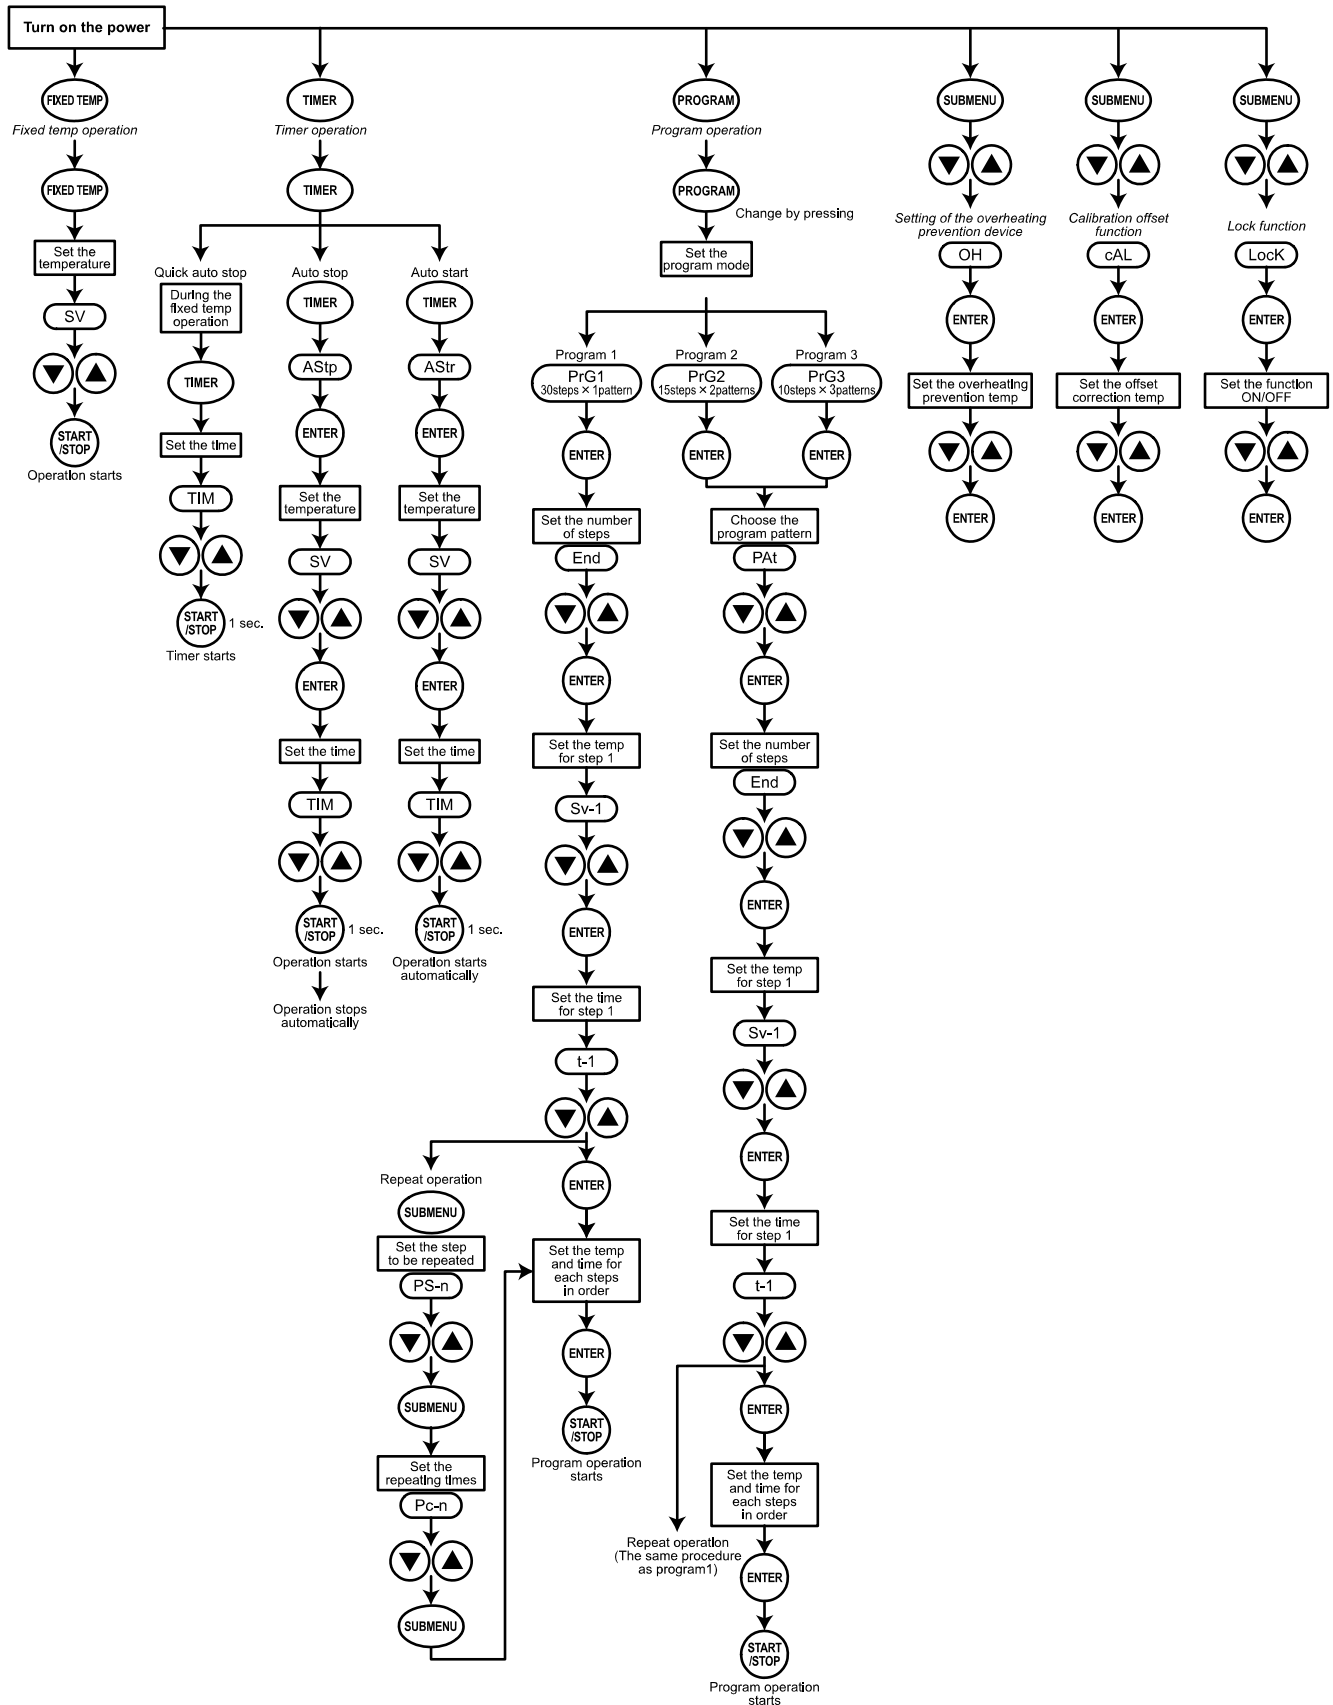 Turn on the power
FIXED TEMP
Fixed temp operation
FIXED TEMP
Set the
temperature
SV
START
/STOP
Operation starts
TIMER
Timer operation
TIMER
Quick auto stop
During the
fixed temp
operation
TIMER
Set the time
TIM
START
/STOP
1 sec.
Timer starts
Auto stop
TIMER
AStp
ENTER
Set the
temperature
SV
ENTER
Set the time
TIM
START
/STOP
1 sec.
Operation starts
Operation stops
automatically
Auto start
TIMER
AStr
ENTER
Set the
temperature
SV
ENTER
Set the time
TIM
START
/STOP
1 sec.
Operation starts
automatically
PROGRAM
Program operation
PROGRAM
Change by pressing
Set the
program mode
Program 1
PrG1
30steps × 1pattern
ENTER
Set the number
of steps
End
ENTER
Set the temp
for step 1
Sv-1
ENTER
Set the time
for step 1
t-1
Repeat operation
SUBMENU
Set the step
to be repeated
PS-n
SUBMENU
Set the
repeating times
Pc-n
SUBMENU
ENTER
Set the temp
and time for
each steps
in order
ENTER
START
/STOP
Program operation
starts
Program 2
PrG2
15steps × 2patterns
ENTER
Program 3
PrG3
10steps × 3patterns
ENTER
Choose the
program pattern
PAt
ENTER
Set the number
of steps
End
ENTER
Set the temp
for step 1
Sv-1
ENTER
Set the time
for step 1
t-1
Repeat operation
(The same procedure
as program1)
ENTER
Set the temp
and time for
each steps
in order
ENTER
START
/STOP
Program operation
starts
SUBMENU
Setting of the overheating
prevention device
OH
ENTER
Set the overheating
prevention temp
ENTER
SUBMENU
Calibration offset
function
cAL
ENTER
Set the offset
correction temp
ENTER
SUBMENU
Lock function
LocK
ENTER
Set the function
ON/OFF
ENTER